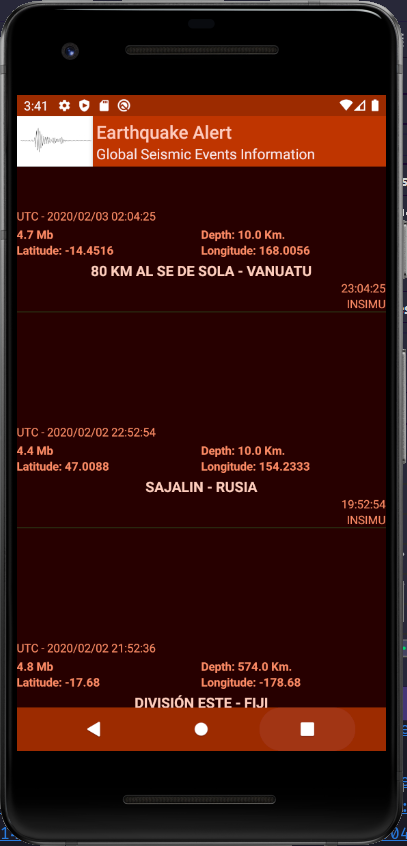 3:41
Earthquake Alert
Global Seismic Events Information
UTC - 2020/02/03 02:04:25
4.7 Mb Depth: 10.0 Km.
Latitude: -14.4516 Longitude: 168.0056
80 KM AL SE DE SOLA - VANUATU
23:04:25
INSIMU
UTC - 2020/02/02 22:52:54
4.4 Mb Depth: 10.0 Km.
Latitude: 47.0088 Longitude: 154.2333
SAJALIN - RUSIA
19:52:54
INSIMU
UTC - 2020/02/02 21:52:36
4.8 Mb Depth: 574.0 Km.
Latitude: -17.68 Longitude: -178.68
DIVISIÓN ESTE - FIJI